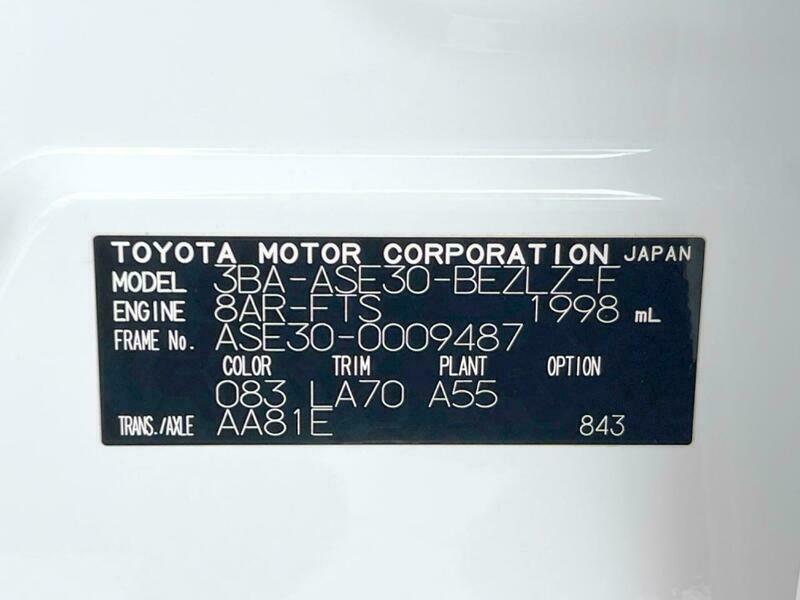 TOYOTA MOTOR CORPORATION JAPAN
MODEL 3BA-ASE30-BEZLZ-F
ENGINE 8AR-FTS 1998 mL
FRAME No. ASE30-0009487
COLOR TRIM PLANT OPTION
083 LA70 A55
TRANS./AXLE AA81E 843